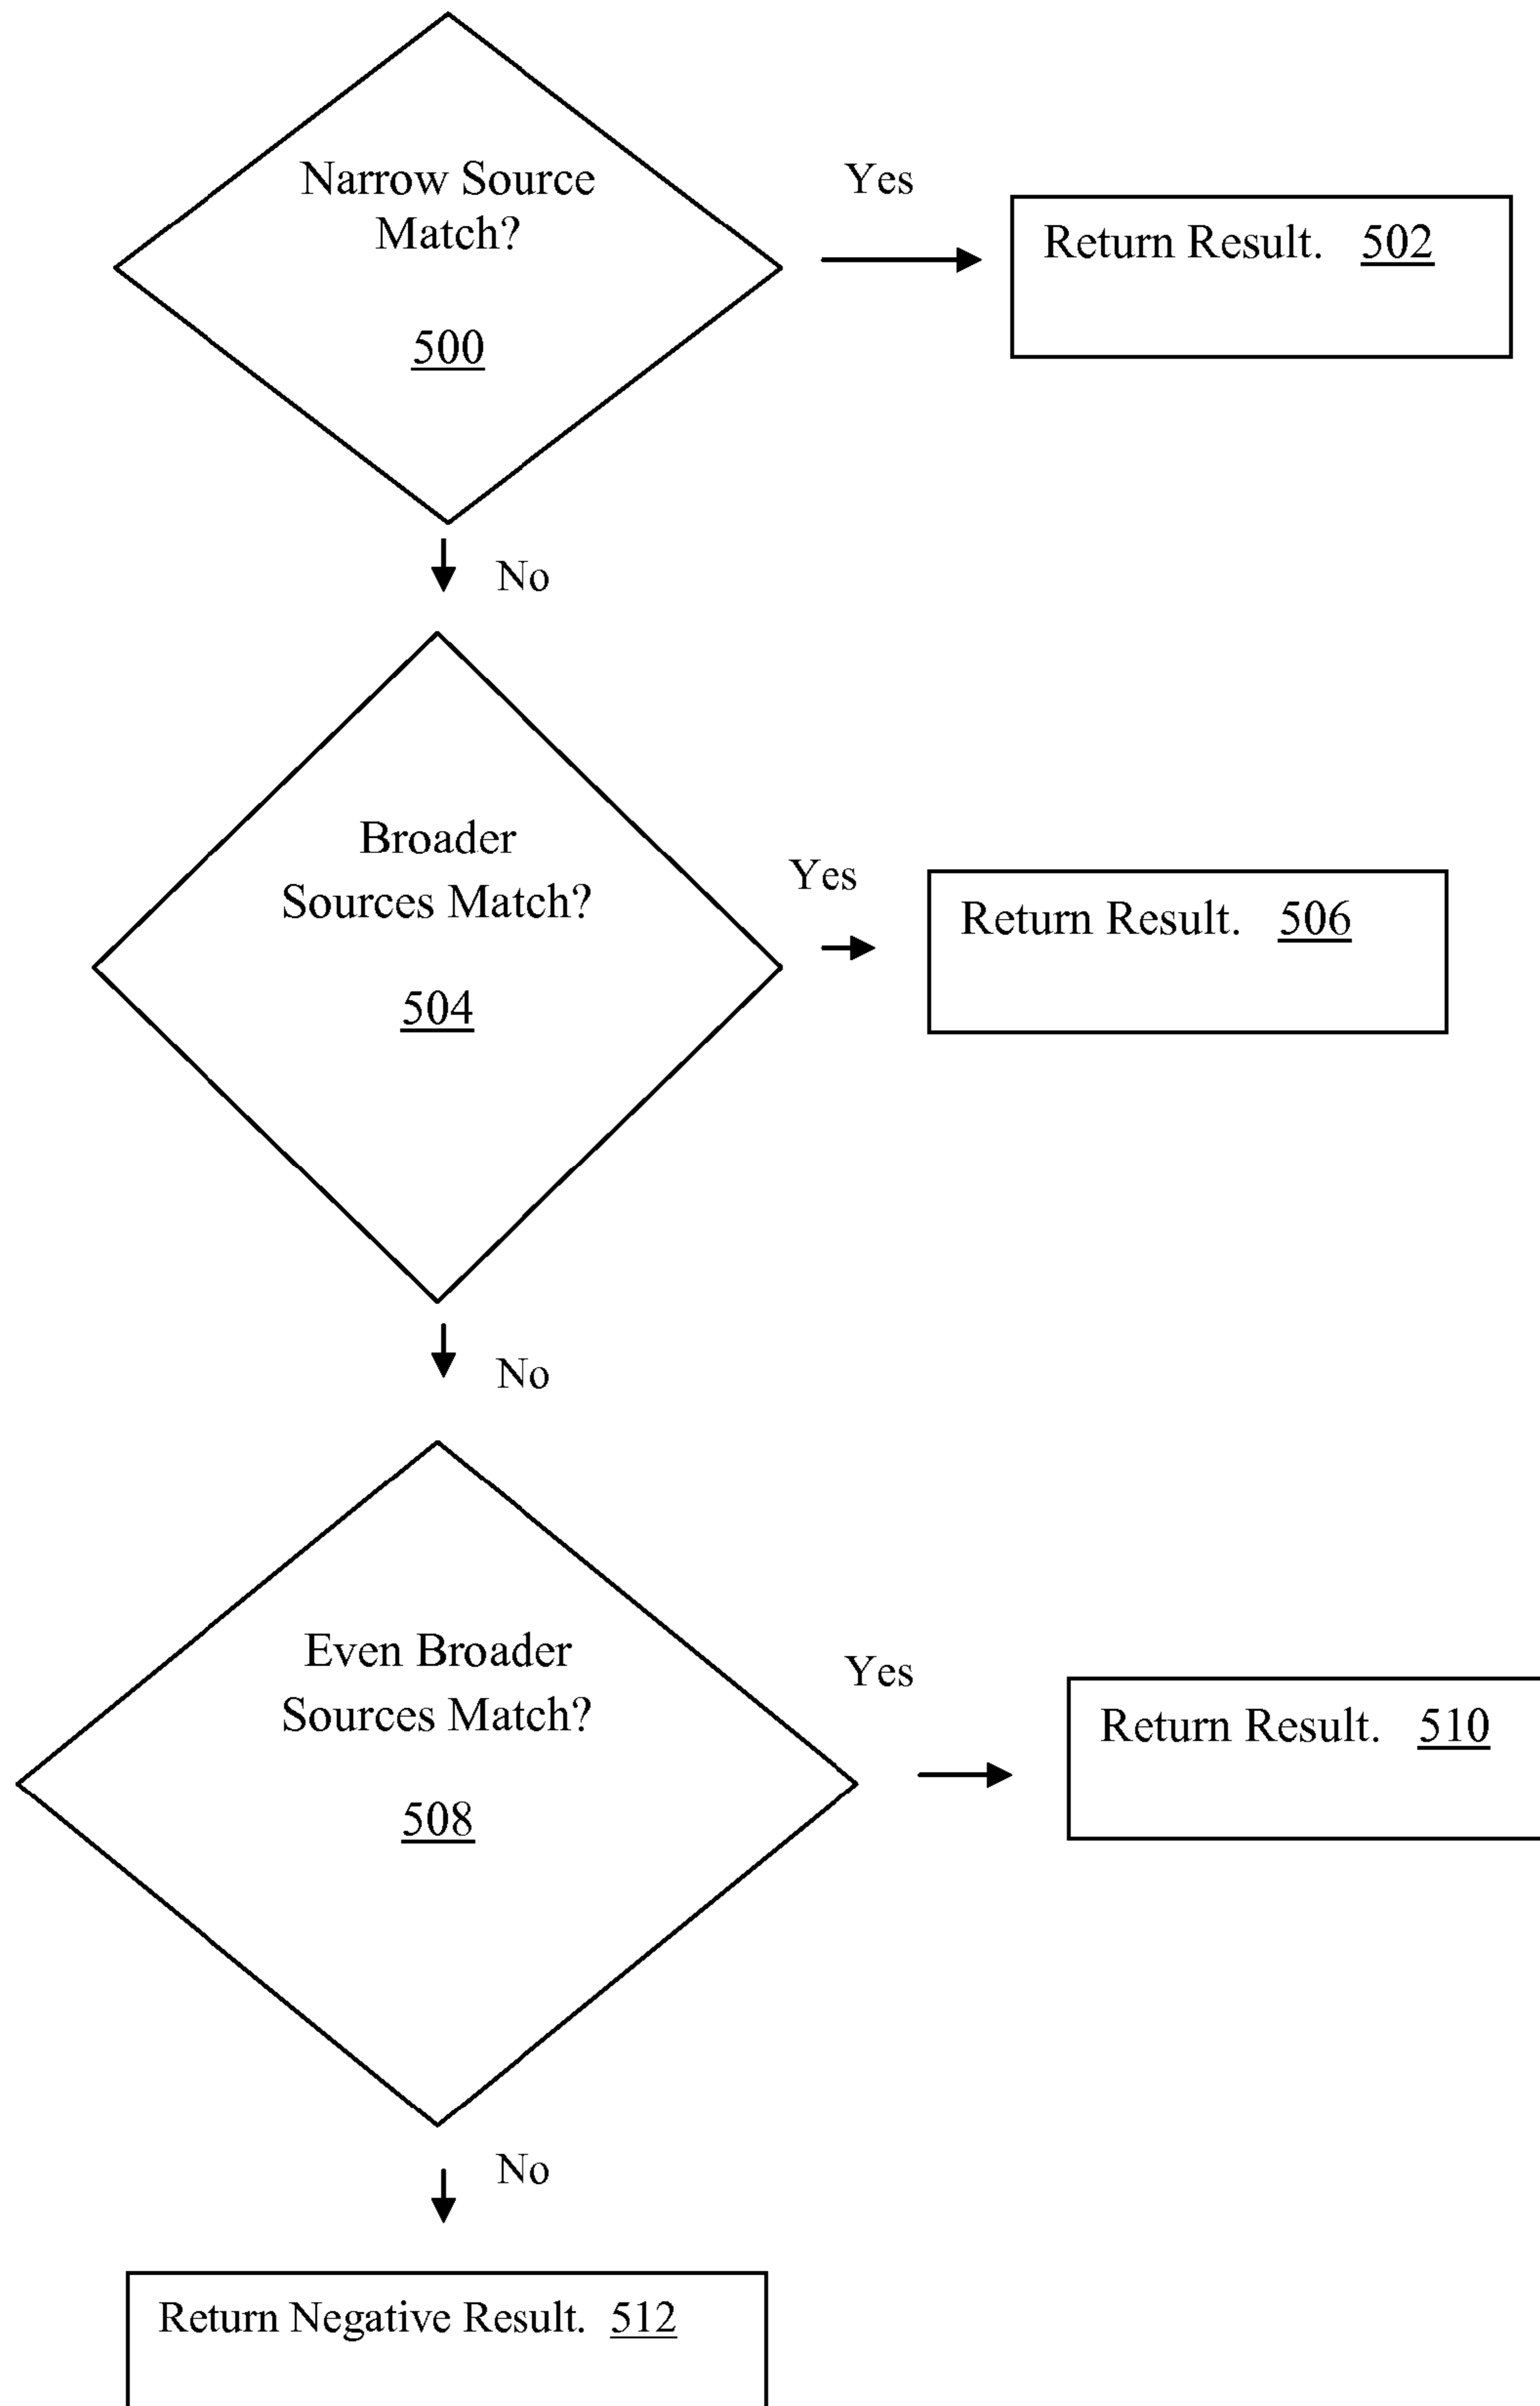 Narrow Source
Match?
500
Yes
Return Result. 502
No
Broader
Sources Match?
504
Yes
Return Result. 506
No
Even Broader
Sources Match?
508
Yes
Return Result. 510
No
Return Negative Result. 512